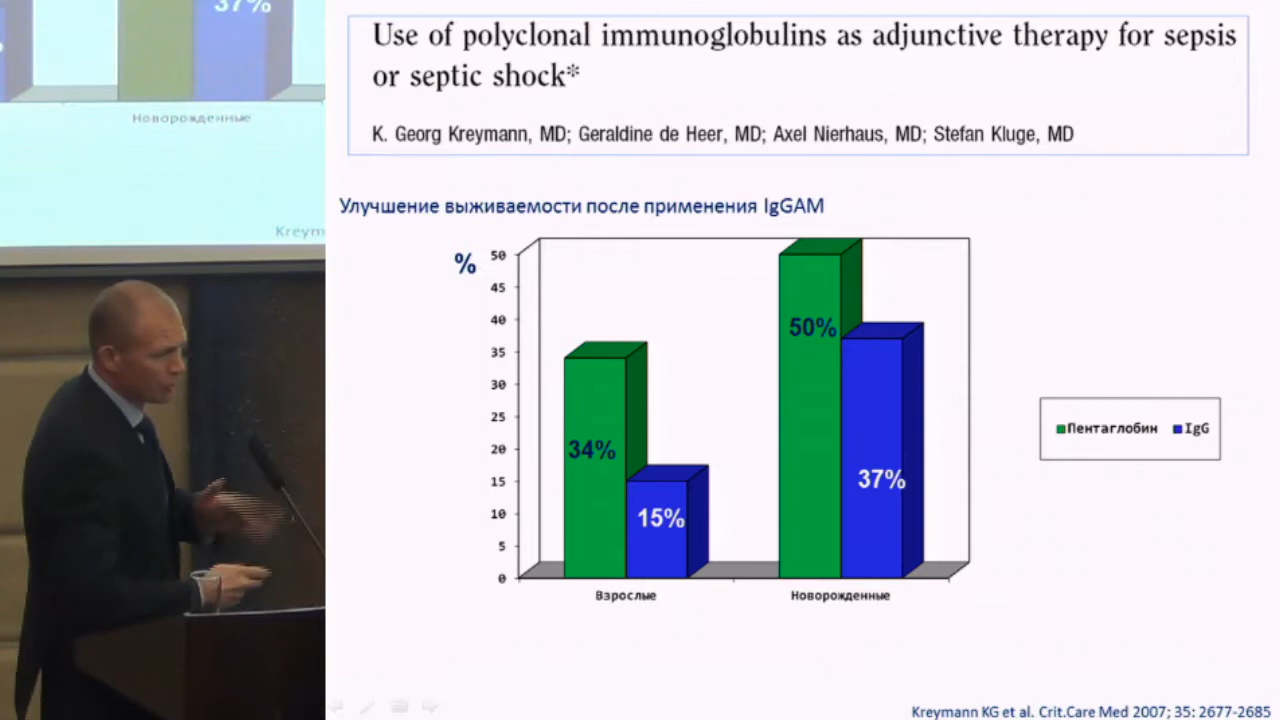 37%
Новорожденные
Kreym
Use of polyclonal immunoglobulins as adjunctive therapy for sepsis
or septic shock*
K. Georg Kreymann, MD; Geraldine de Heer, MD; Axel Nierhaus, MD; Stefan Kluge, MD
Улучшение выживаемости после применения IgGAM
%
50
45
40
35
30
25
20
15
10
5
0
34%
15%
50%
37%
Взрослые
Новорожденные
Пентаглобин
IgG
Kreymann KG et al. Crit.Care Med 2007; 35: 2677-2685